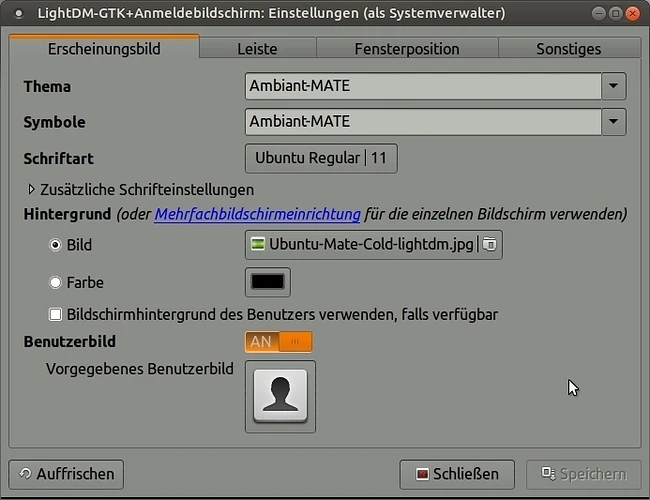 LightDM-GTK+Anmeldebildschirm: Einstellungen (als Systemverwalter)
Erscheinungsbild Leiste Fensterposition Sonstiges
Thema Ambiant-MATE
Symbole Ambiant-MATE
Schriftart Ubuntu Regular 11
Zusätzliche Schrifteinstellungen
Hintergrund (oder Mehrfachbildschirmeinrichtung für die einzelnen Bildschirm verwenden)
Bild Ubuntu-Mate-Cold-lightdm.jpg
Farbe
Bildschirmhintergrund des Benutzers verwenden, falls verfügbar
Benutzerbild AN
Vorgegebenes Benutzerbild
Auffrischen Schließen Speichern